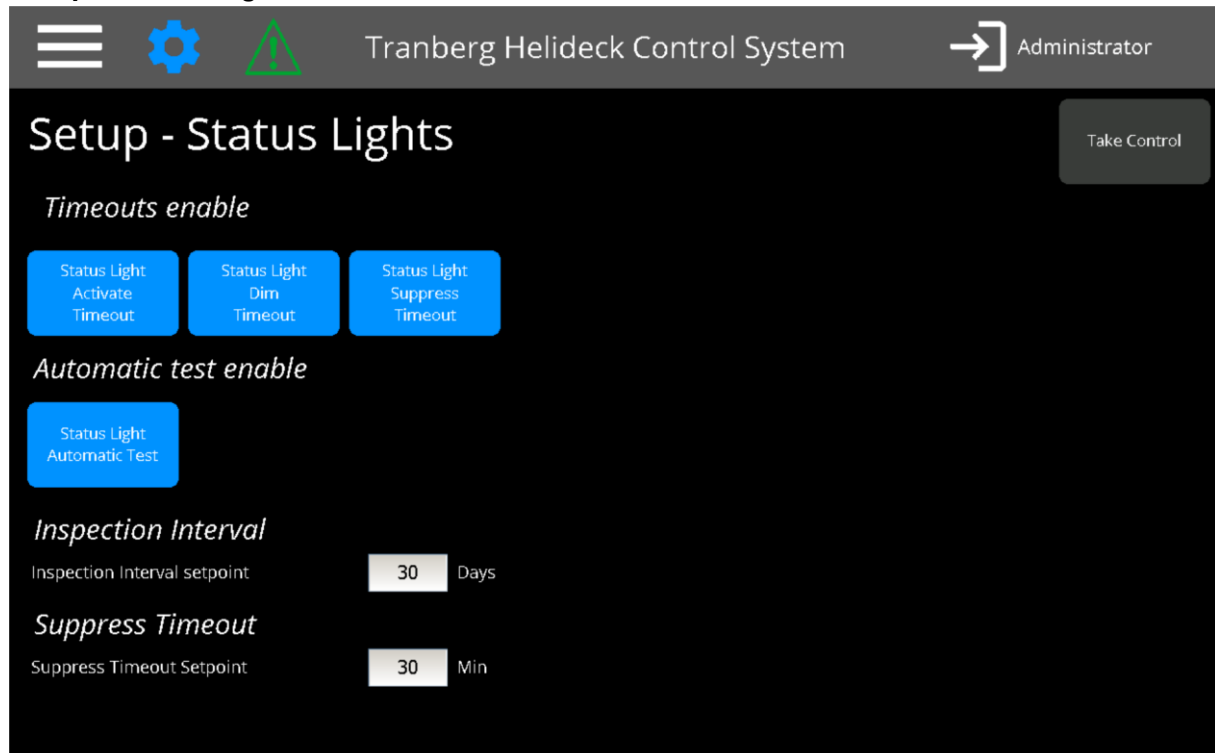 Tranberg Helideck Control System
Administrator
Setup - Status Lights
Take Control
Timeouts enable
Status Light
Activate
Timeout
Status Light
Dim
Timeout
Status Light
Suppress
Timeout
Automatic test enable
Status Light
Automatic Test
Inspection Interval
Inspection Interval setpoint 30 Days
Suppress Timeout
Suppress Timeout Setpoint 30 Min